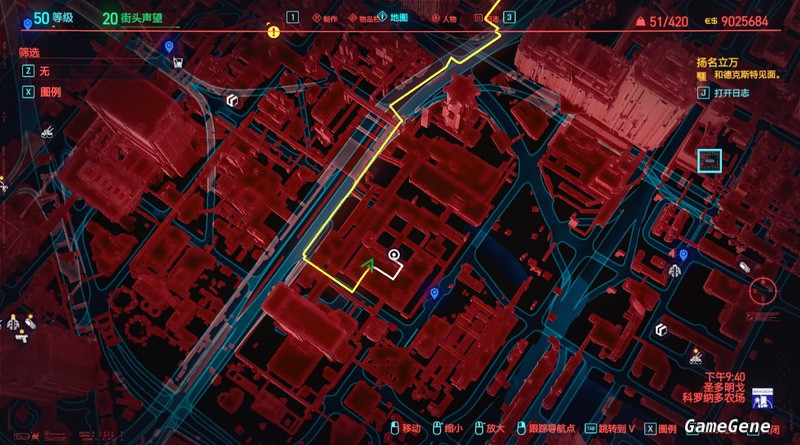 50 等级
20 街头声望
1
制作
物品栏
地图
人物
3
51/420
€$ 9025684
筛选
Z 无
X 图例
扬名立万
和德克斯特见面。
J 打开日志
下午9:40
圣多明戈
科罗纳多农场
移动
缩小
放大
跟踪导航点
TAB 跳转到 V
X 图例
GameGene
闭